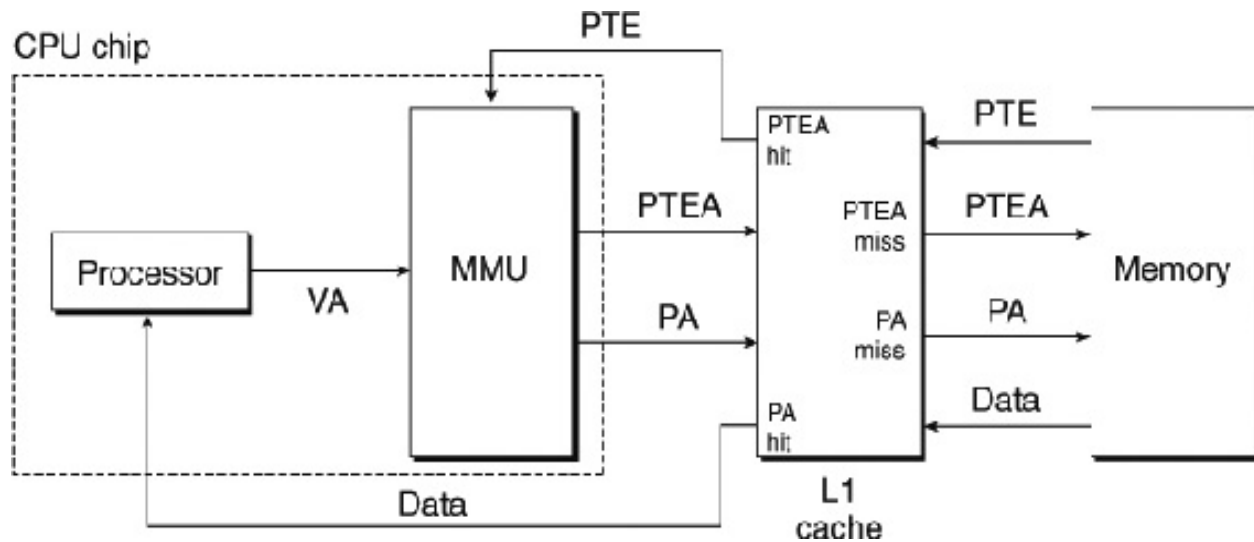 CPU chip
PTE
PTEA
hit
PTE
PTEA
PTEA
miss
PTEA
Processor
VA
MMU
Memory
PA
PA
miss
PA
PA
hit
Data
Data
L1
cache